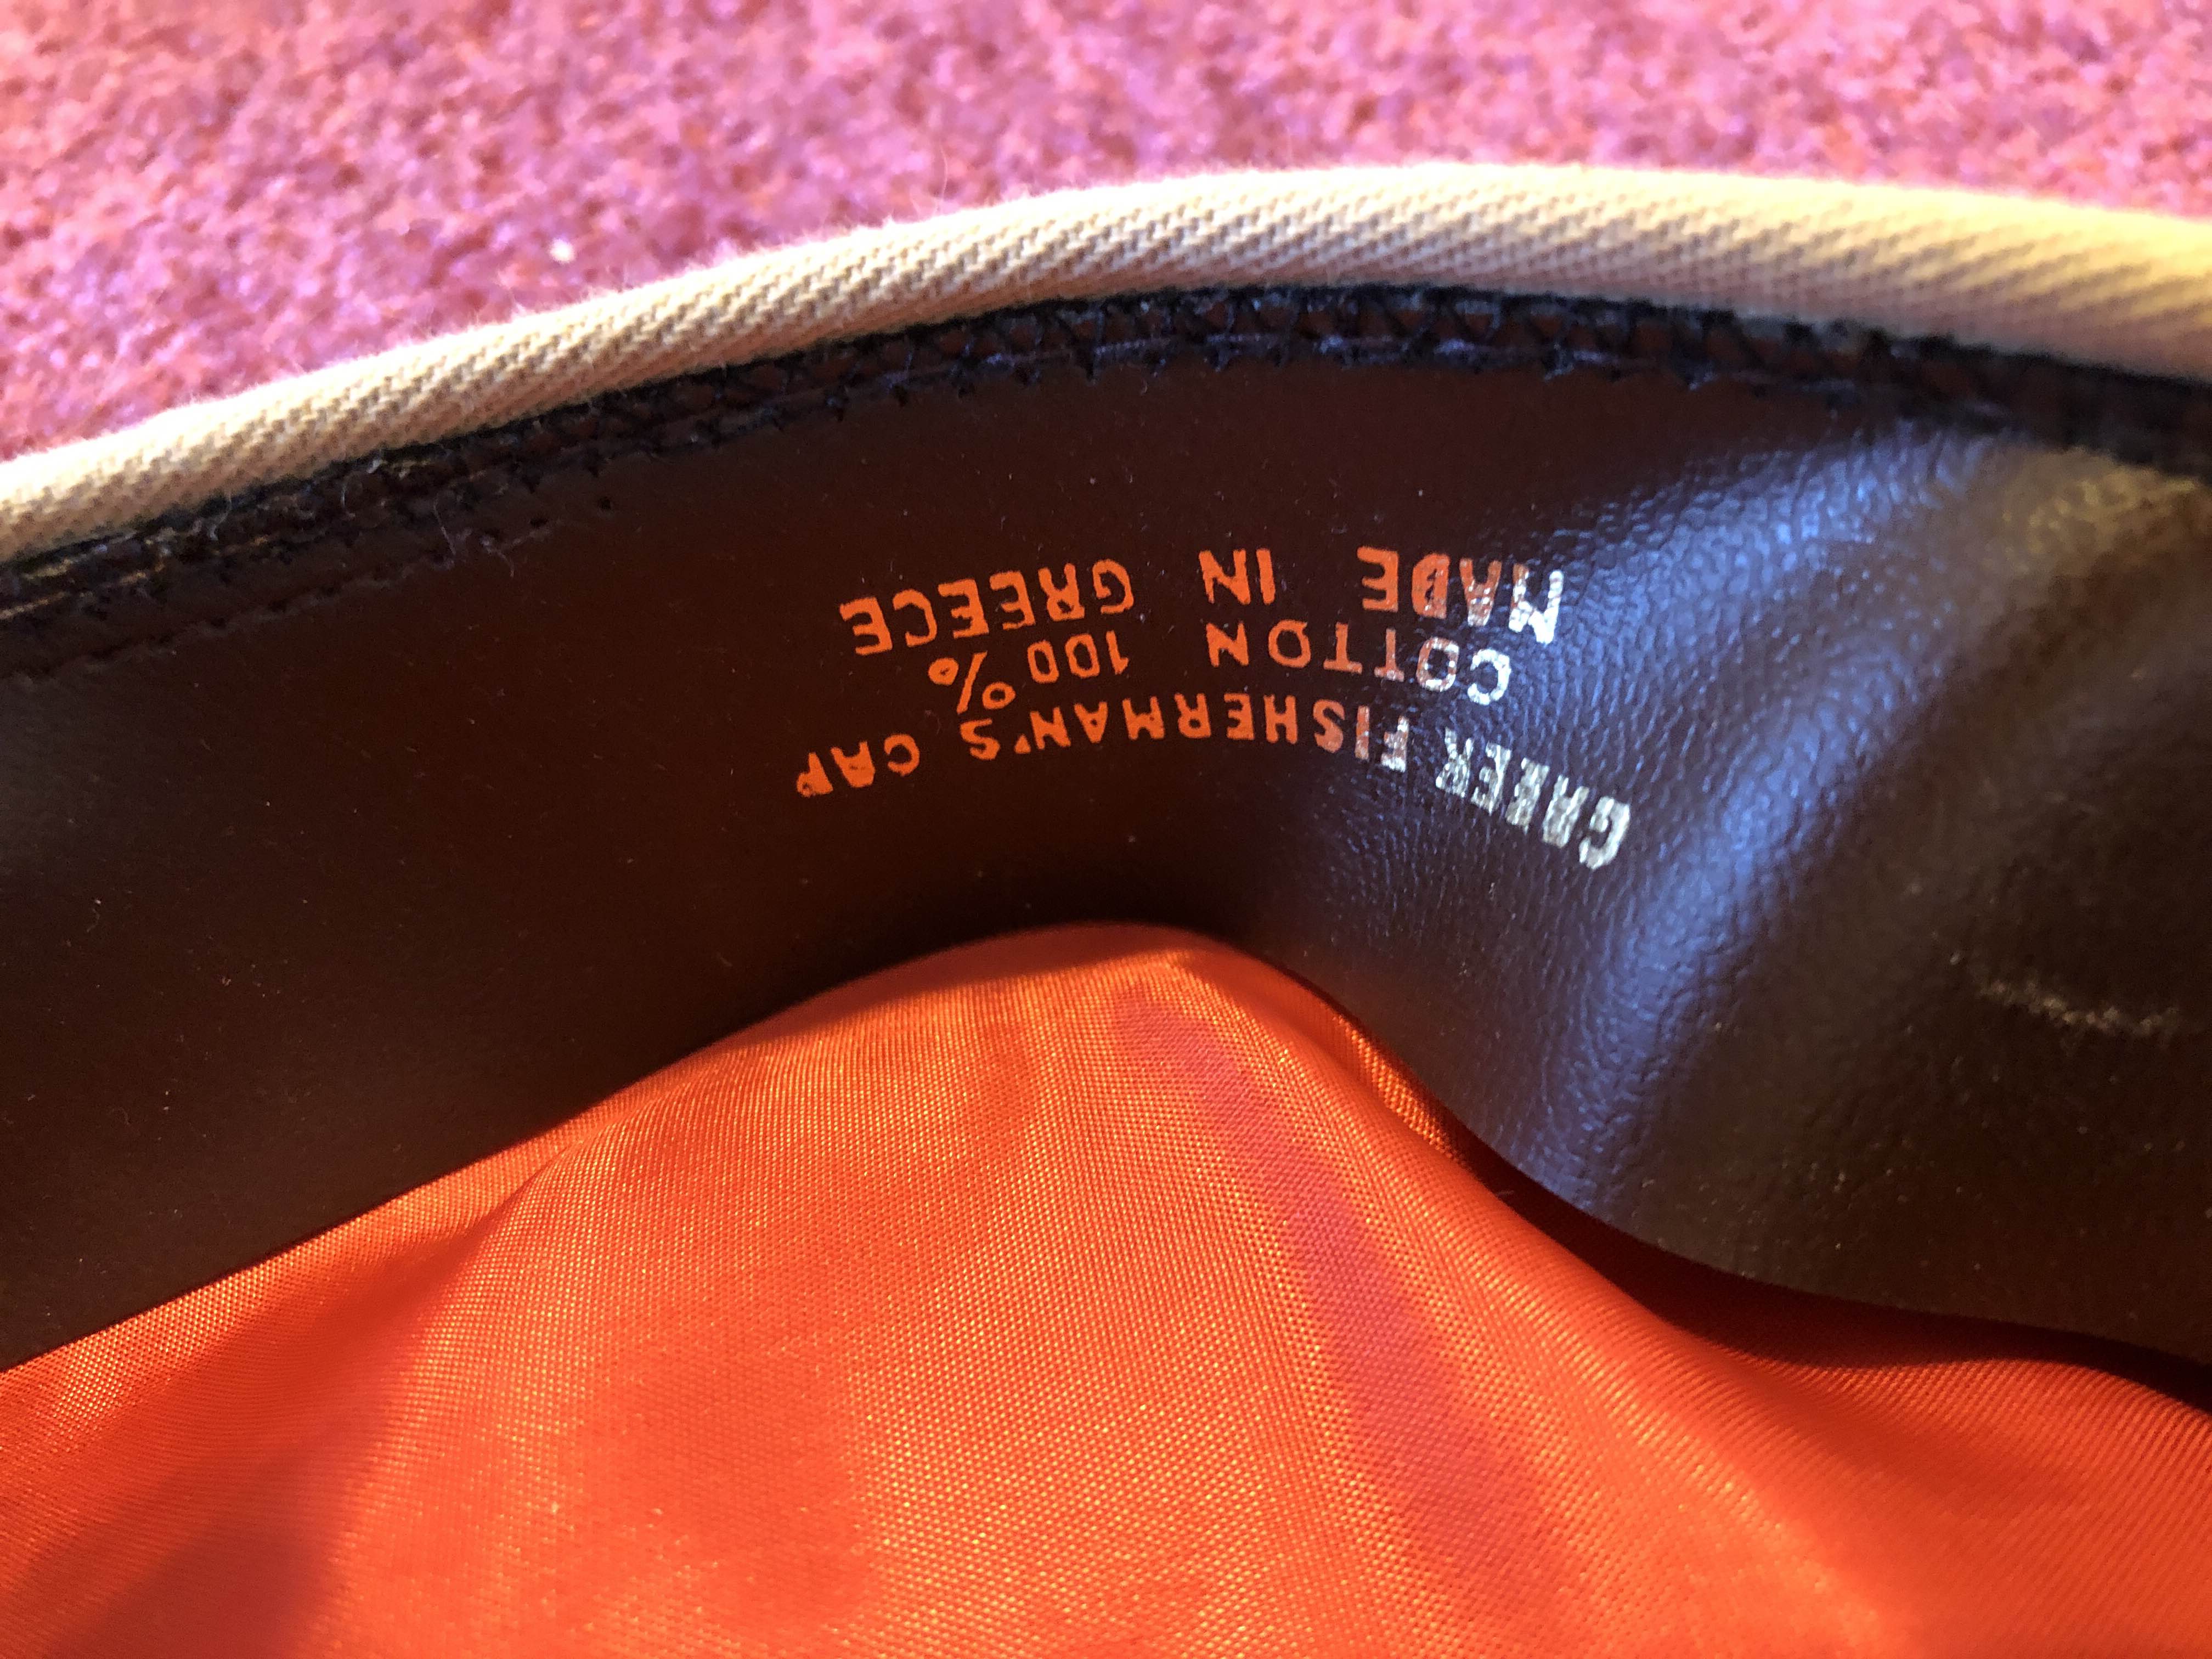 GREEK FISHERMAN'S CAP
COTTON 100%
MADE IN GREECE